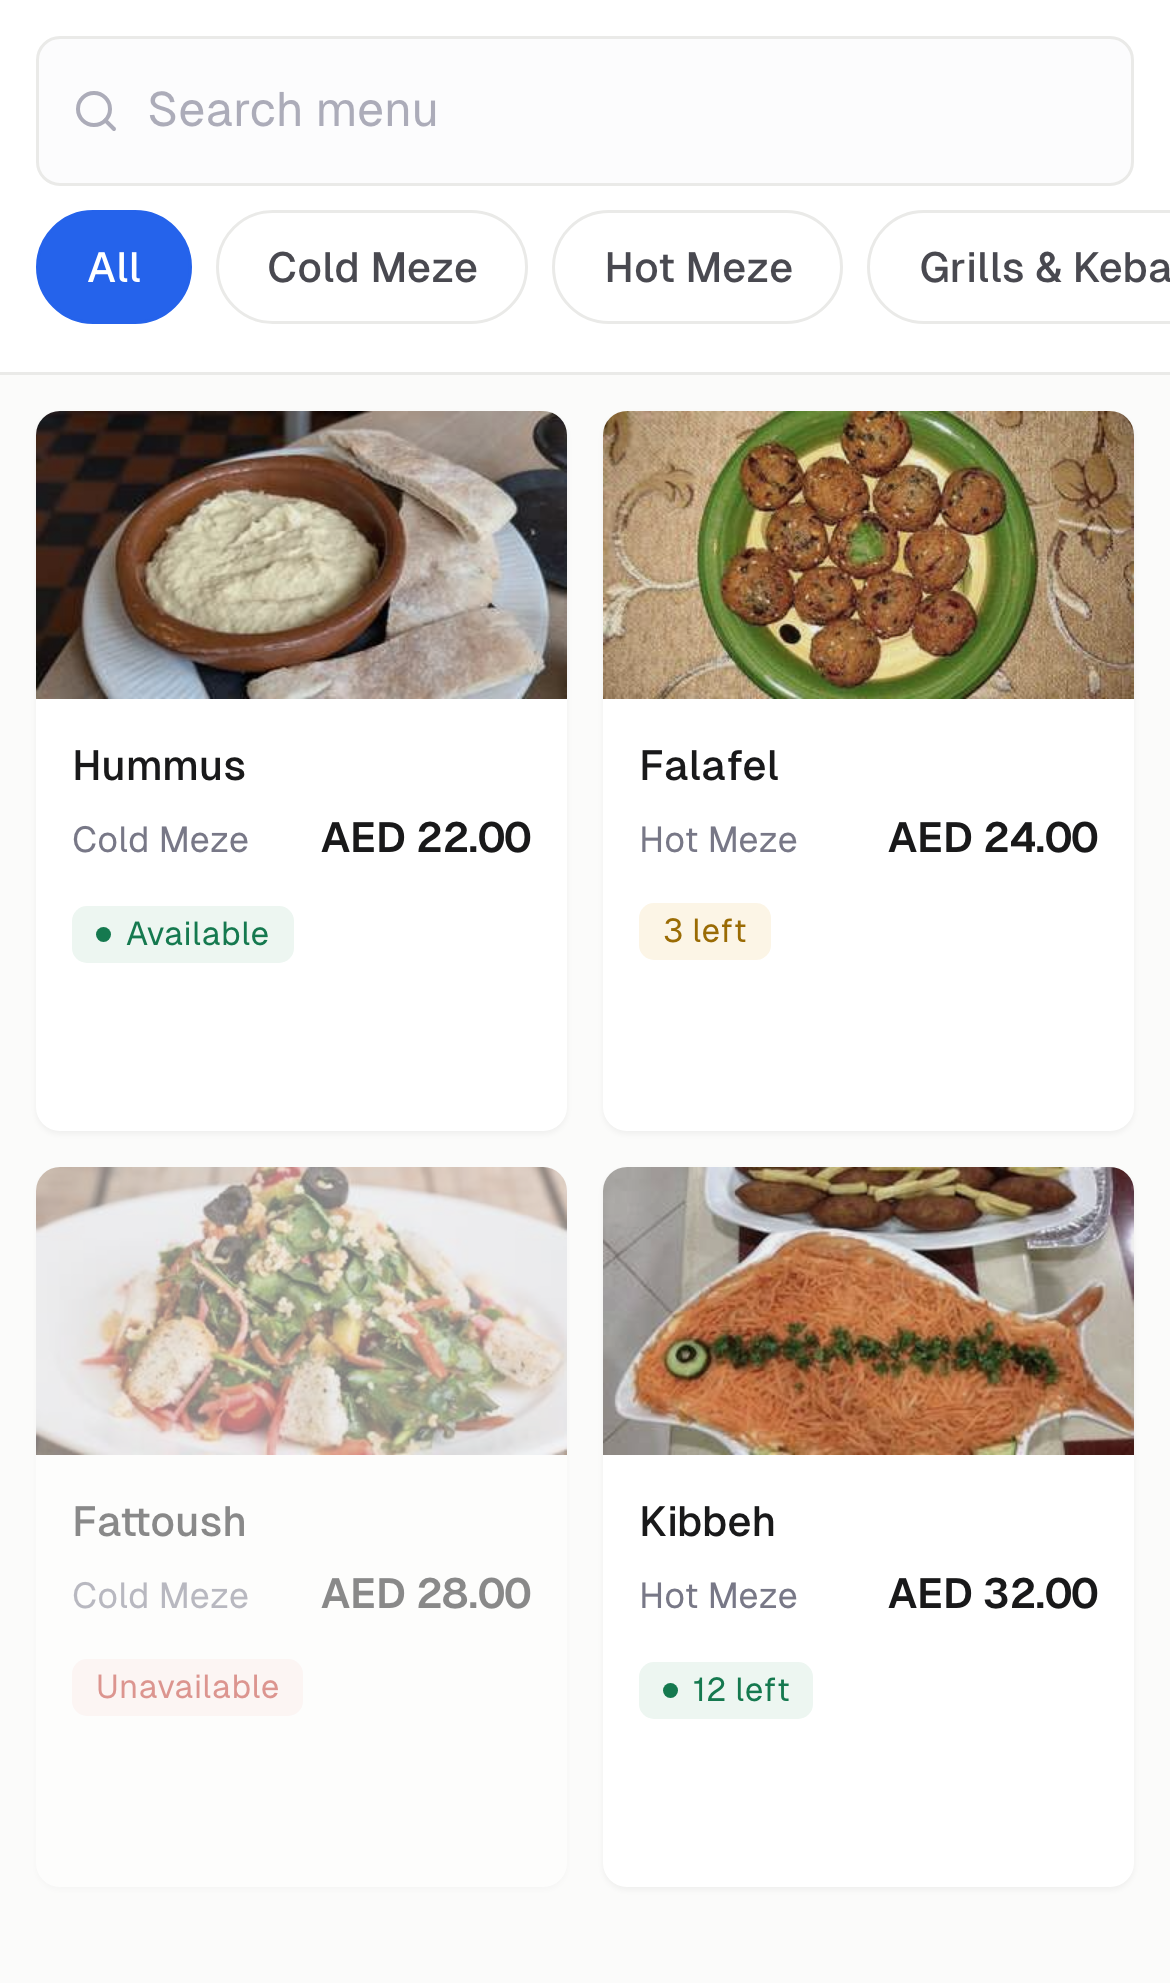 Search menu
All
Cold Meze
Hot Meze
Grills & Keba
Hummus
Cold Meze AED 22.00
Available
Falafel
Hot Meze AED 24.00
3 left
Fattoush
Cold Meze AED 28.00
Unavailable
Kibbeh
Hot Meze AED 32.00
12 left